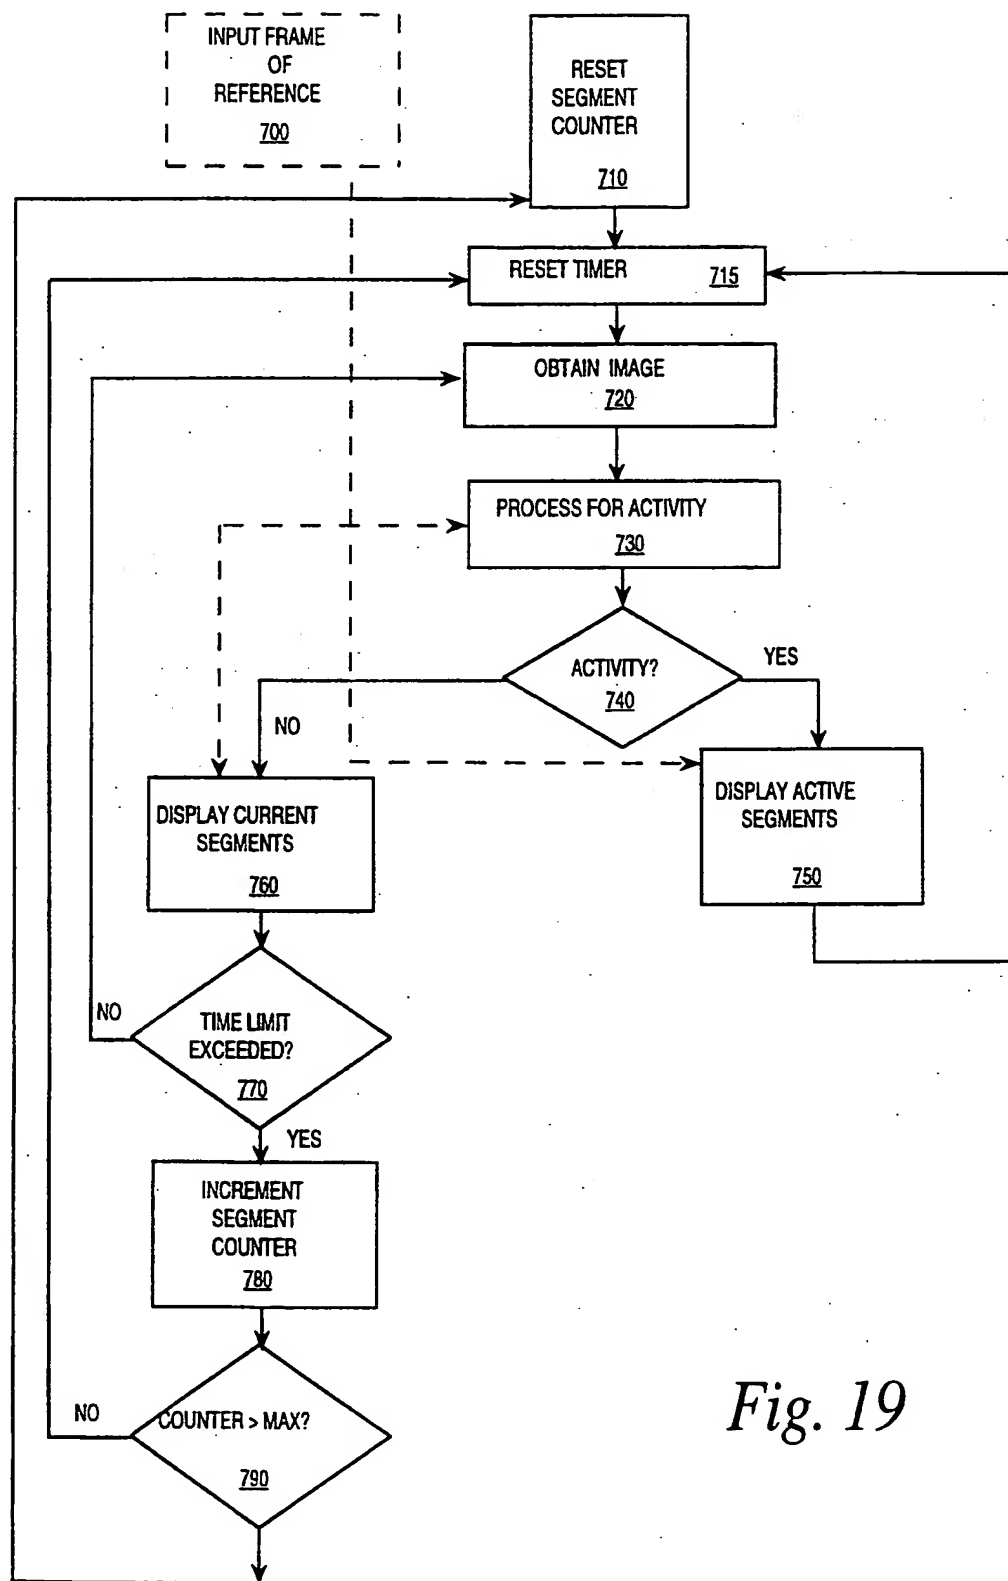 INPUT FRAME
OF
REFERENCE
700
RESET
SEGMENT
COUNTER
710
RESET TIMER 715
OBTAIN IMAGE
720
PROCESS FOR ACTIVITY
730
ACTIVITY?
740
YES
NO
DISPLAY ACTIVE
SEGMENTS
750
DISPLAY CURRENT
SEGMENTS
760
NO
TIME LIMIT
EXCEEDED?
770
YES
INCREMENT
SEGMENT
COUNTER
780
NO
COUNTER > MAX?
790
Fig. 19